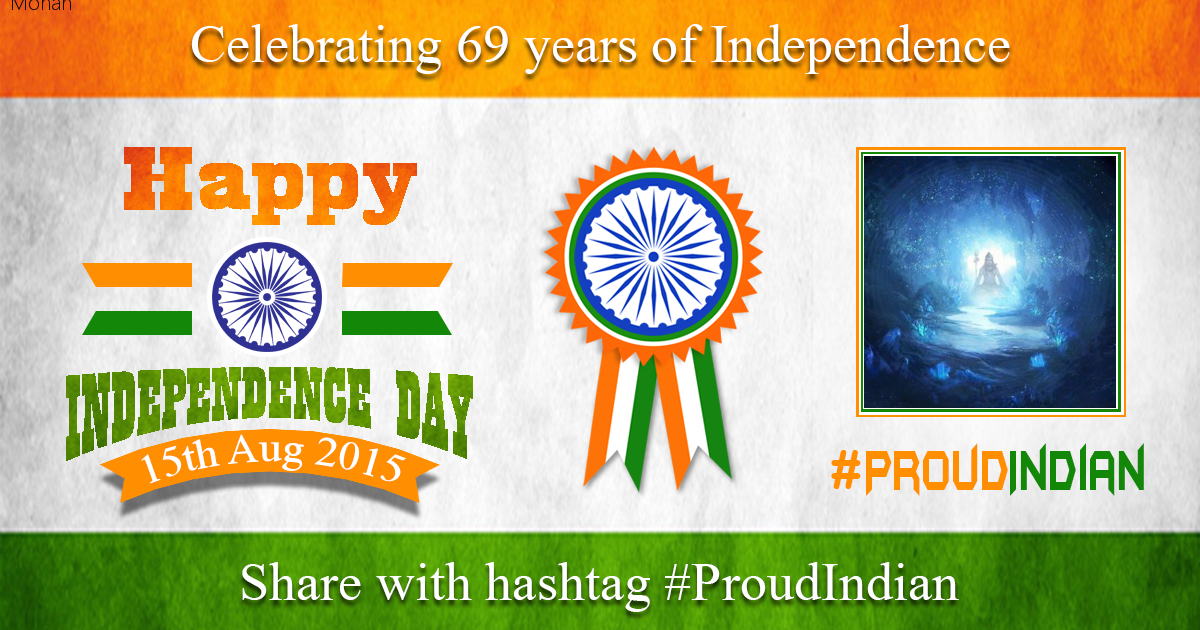 Mohan
Celebrating 69 years of Independence
Happy
INDEPENDENCE DAY
15th Aug 2015
#PROUDINDIAN
Share with hashtag #ProudIndian